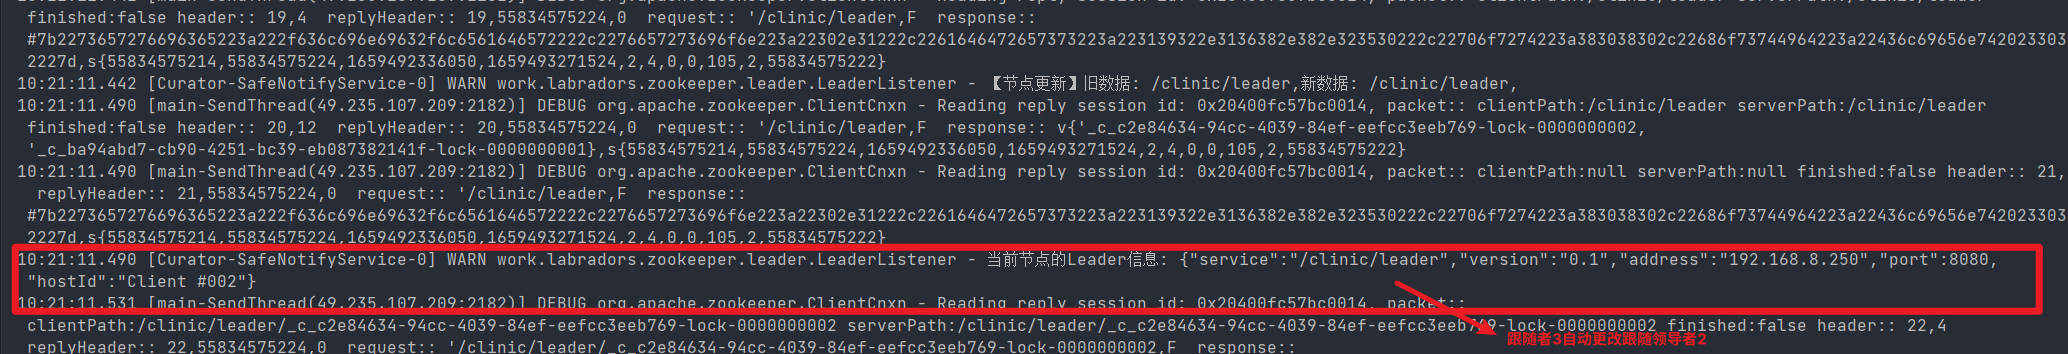 finished:false header:: 19,4  replyHeader:: 19,55834575224,0  request:: '/clinic/leader,F  response::
#7b2273657276696365223a222f636c696e69632f6c6561646572222c2276657273696f6e223a22302e31222c2261646472657373223a223139322e3136382e382e323530222c22706f7274223a383038302c22686f73744964223a22436c69656e742023303
2227d,s{55834575214,55834575224,1659492336050,1659493271524,2,4,0,0,105,2,55834575222}
10:21:11.442 [Curator-SafeNotifyService-0] WARN work.labradors.zookeeper.leader.LeaderListener - 【节点更新】旧数据: /clinic/leader,新数据: /clinic/leader,
10:21:11.490 [main-SendThread(49.235.107.209:2182)] DEBUG org.apache.zookeeper.ClientCnxn - Reading reply session id: 0x20400fc57bc0014, packet:: clientPath:/clinic/leader serverPath:/clinic/leader
finished:false header:: 20,12  replyHeader:: 20,55834575224,0  request:: '/clinic/leader,F  response:: v{'_c_c2e84634-94cc-4039-84ef-eefcc3eeb769-lock-0000000002,
'_c_ba94abd7-cb90-4251-bc39-eb087382141f-lock-0000000001},s{55834575214,55834575224,1659492336050,1659493271524,2,4,0,0,105,2,55834575222}
10:21:11.490 [main-SendThread(49.235.107.209:2182)] DEBUG org.apache.zookeeper.ClientCnxn - Reading reply session id: 0x20400fc57bc0014, packet:: clientPath:null serverPath:null finished:false header:: 21,
replyHeader:: 21,55834575224,0  request:: '/clinic/leader,F  response::
#7b2273657276696365223a222f636c696e69632f6c6561646572222c2276657273696f6e223a22302e31222c2261646472657373223a223139322e3136382e382e323530222c22706f7274223a383038302c22686f73744964223a22436c69656e742023303
2227d,s{55834575214,55834575224,1659492336050,1659493271524,2,4,0,0,105,2,55834575222}
10:21:11.490 [Curator-SafeNotifyService-0] WARN work.labradors.zookeeper.leader.LeaderListener - 当前节点的Leader信息: {"service":"/clinic/leader","version":"0.1","address":"192.168.8.250","port":8080,
"hostId":"Client #002"}
10:21:11.531 [main-SendThread(49.235.107.209:2182)] DEBUG org.apache.zookeeper.ClientCnxn - Reading reply session id: 0x20400fc57bc0014, packet::
clientPath:/clinic/leader/_c_c2e84634-94cc-4039-84ef-eefcc3eeb769-lock-0000000002 serverPath:/clinic/leader/_c_c2e84634-94cc-4039-84ef-eefcc3eeb769-lock-0000000002 finished:false header:: 22,4
跟随者3自动更改跟随领导者2
replyHeader:: 22,55834575224,0  request:: '/clinic/leader/_c_c2e84634-94cc-4039-84ef-eefcc3eeb769-lock-0000000002,F  response::